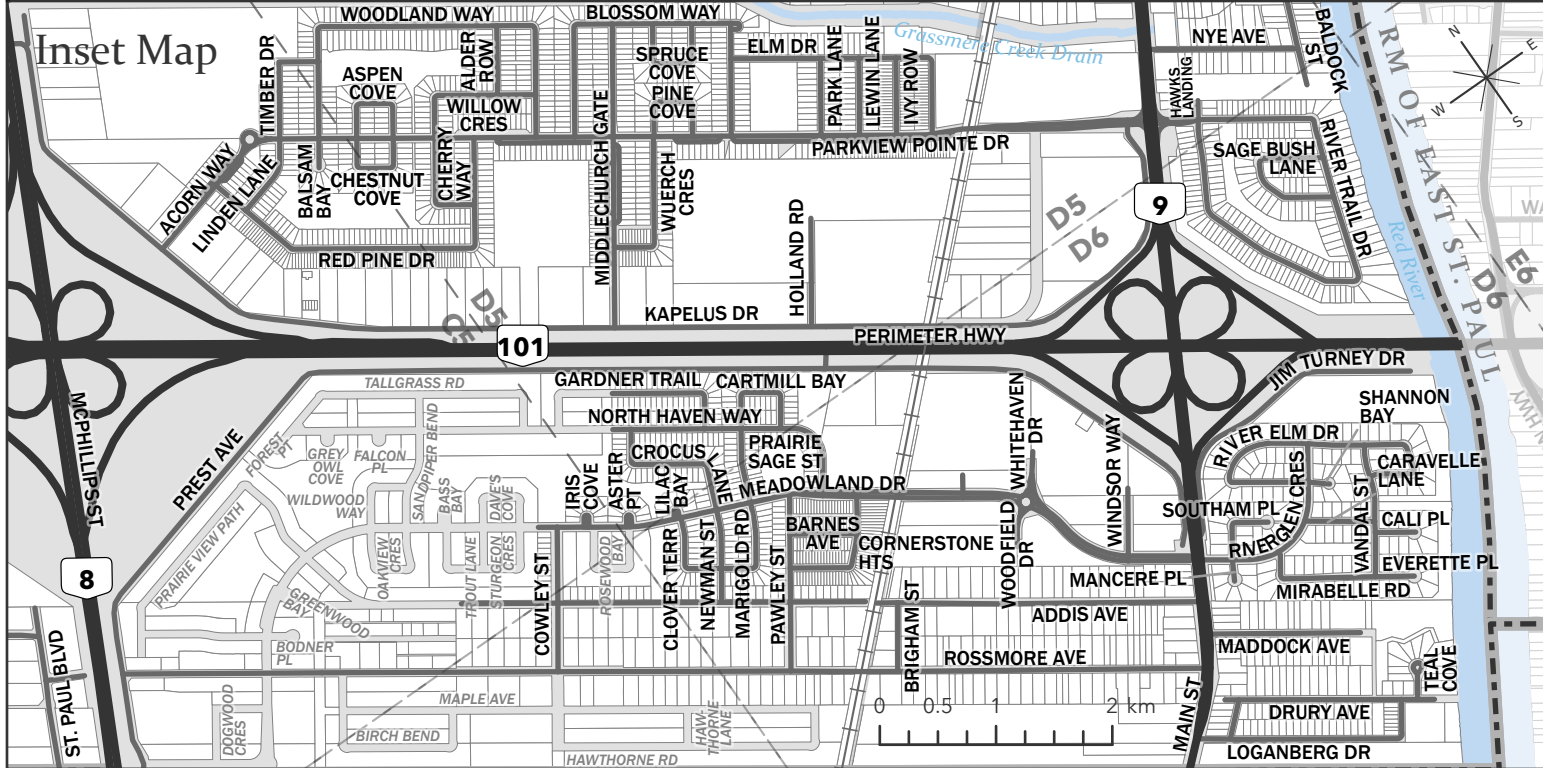 Inset Map
WOODLAND WAY
BLOSSOM WAY
TIMBER DR
ALDER
ROW
ASPEN
COVE
WILLOW
CRES
SPRUCE
COVE
PINE
COVE
ELM DR
PARK LANE
LEWIN LANE
IVY ROW
Grassmere Creek Drain
NYE AVE
BALDOCK
ST
HAWKS
LANDING
RM OF EAST ST. PAUL
N
E
W
S
ACORN WAY
LINDEN LANE
BALSAM
BAY
CHESTNUT
COVE
CHERRY
WAY
RED PINE DR
MIDDLECHURCH GATE
WUERCH
CRES
PARKVIEW POINTE DR
HOLLAND RD
KAPELUS DR
D5
D6
9
SAGE BUSH
LANE
RIVER TRAIL DR
Red River
E6
D6
WA
D5
C5
101
PERIMETER HWY
HWY
N
JIM TURNEY DR
MCPHILLIPS ST
PREST AVE
TALLGRASS RD
GARDNER TRAIL
CARTMILL BAY
NORTH HAVEN WAY
FOREST
PT
GREY
OWL
COVE
FALCON
PL
SANDPIPER BEND
WILDWOOD
WAY
BASS
BAY
DAVE'S
COVE
IRIS
COVE
ASTER
PT
CROCUS
LANE
LILAC
BAY
PRAIRIE
SAGE ST
MEADOWLAND DR
WHITEHAVEN
DR
WINDSOR WAY
SHANNON
BAY
RIVER ELM DR
CARAVELLE
LANE
SOUTHAM PL
RIVERGLEN CRES
VANDAL ST
CALI PL
EVERETTE PL
MIRABELLE RD
PRAIRIE VIEW PATH
OAKVIEW
CRES
TROUT LANE
STURGEON
CRES
COWLEY ST
ROSEWOOD
BAY
CLOVER TERR
NEWMAN ST
MARIGOLD RD
PAWLEY ST
BARNES
AVE
CORNERSTONE
HTS
WOODFIELD
DR
MANCERE PL
ADDIS AVE
BRIGHAM ST
ROSSMORE AVE
GREENWOOD
BAY
BODNER
PL
8
ST. PAUL BLVD
MAPLE AVE
DOGWOOD
CRES
BIRCH BEND
HAW-
THORNE
LANE
HAWTHORNE RD
0 0.5 1 2 km
MAIN ST
MADDOCK AVE
TEAL
COVE
DRURY AVE
LOGANBERG DR